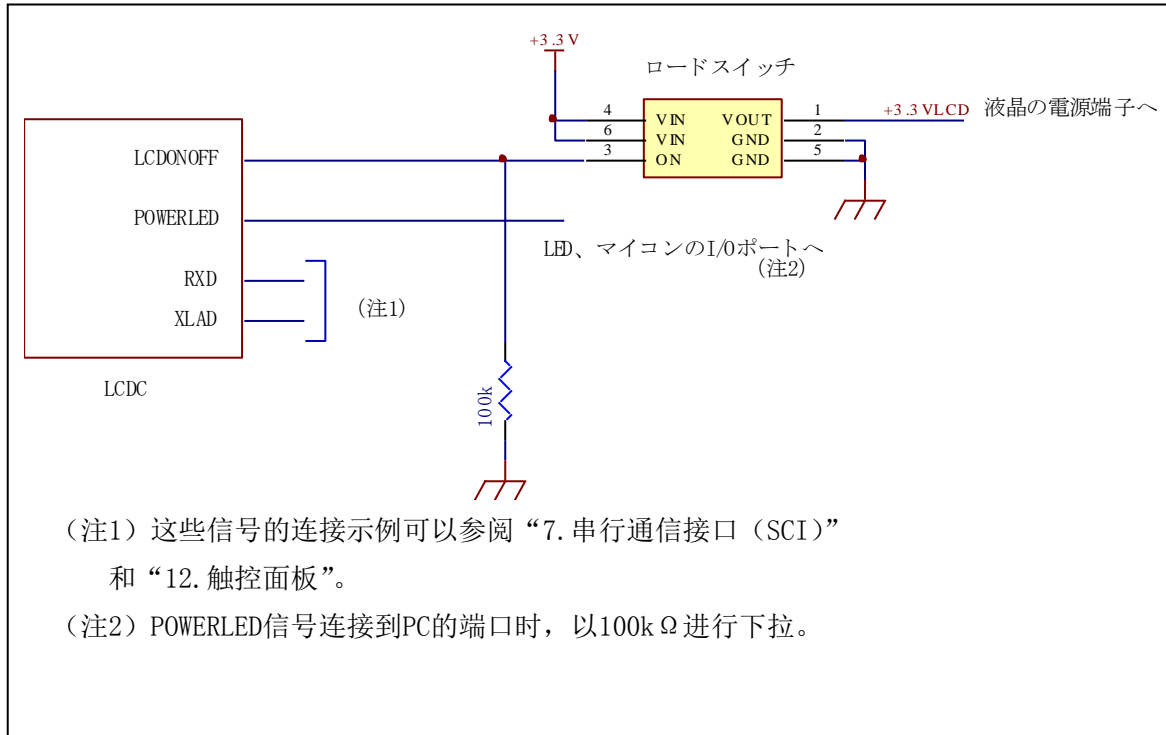 +3.3V
ロードスイッチ
4 VIN VOUT 1 +3.3VLCD 液晶の電源端子へ
6 VIN GND 2
3 ON GND 5
LCDONOFF
POWERLED
LED、マイコンのI/Oポートへ
(注2)
RXD
(注1)
XLAD
LCDC
100k
（注1）这些信号的连接示例可以参阅“7.串行通信接口（SCI）”
和“12.触控面板”。
（注2）POWERLED信号连接到PC的端口时，以100kΩ进行下拉。